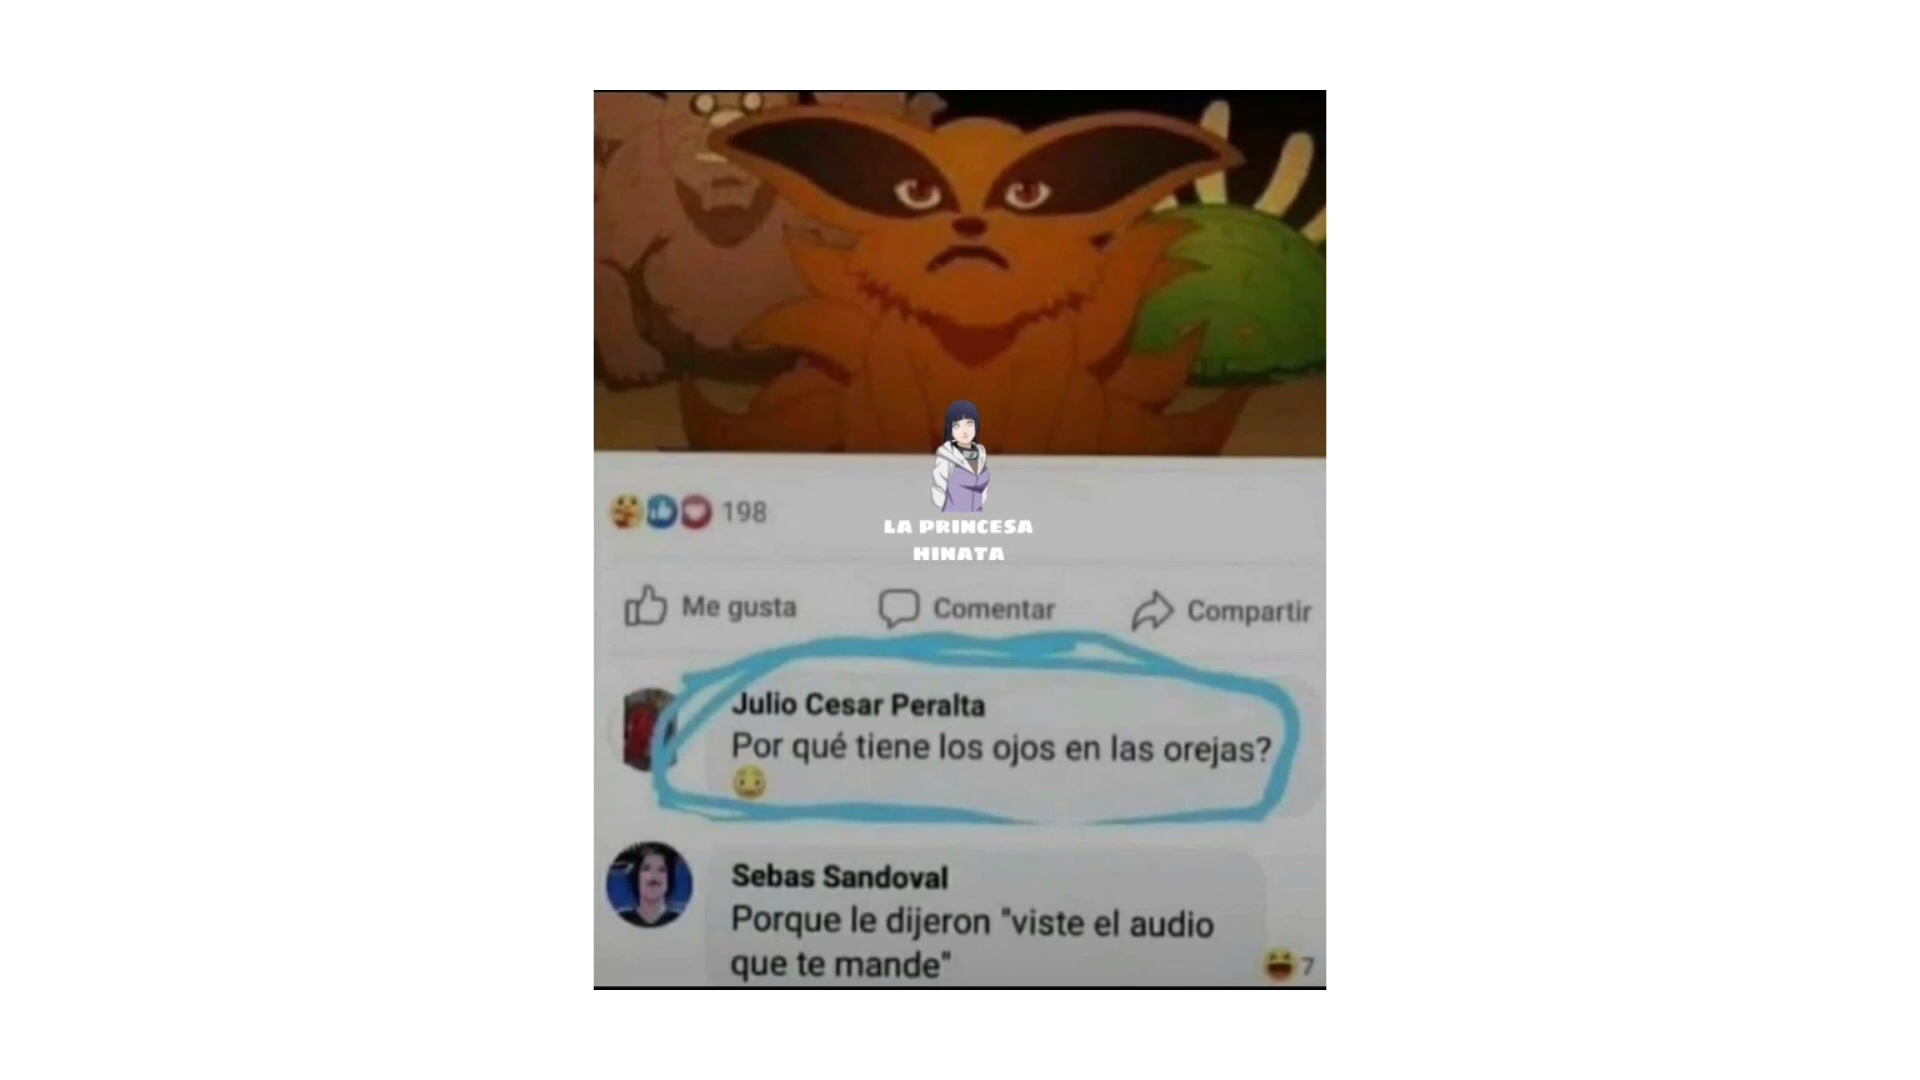 198
LA PRINCESA
HINATA
Me gusta
Comentar
Compartir
Julio Cesar Peralta
Por qué tiene los ojos en las orejas?
😳
Sebas Sandoval
Porque le dijeron "viste el audio
que te mande"
7